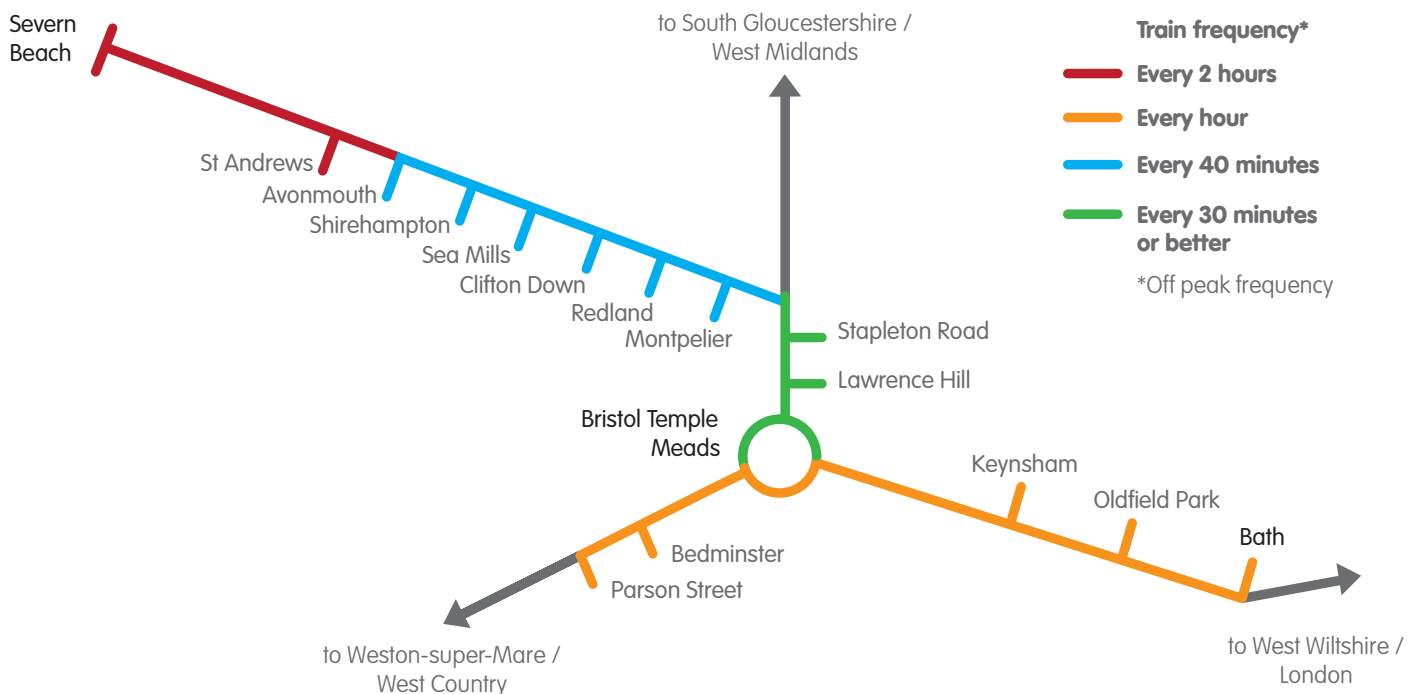 Severn
Beach
to South Gloucestershire /
West Midlands
Train frequency*
Every 2 hours
Every hour
Every 40 minutes
Every 30 minutes
or better
*Off peak frequency
St Andrews
Avonmouth
Shirehampton
Sea Mills
Clifton Down
Redland
Montpelier
Stapleton Road
Lawrence Hill
Bristol Temple
Meads
Keynsham
Oldfield Park
Bath
Bedminster
Parson Street
to Weston-super-Mare /
West Country
to West Wiltshire /
London